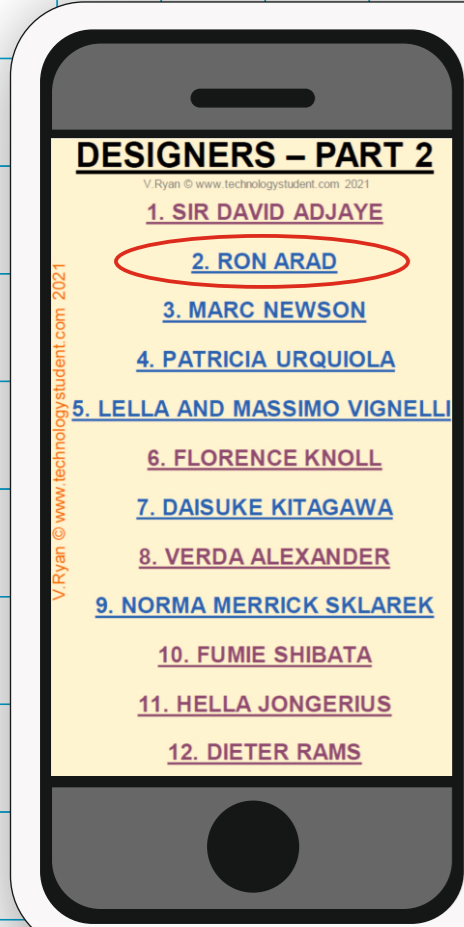 DESIGNERS – PART 2
V.Ryan © www.technologystudent.com 2021
1. SIR DAVID ADJAYE
2. RON ARAD
3. MARC NEWSON
4. PATRICIA URQUIOLA
5. LELLA AND MASSIMO VIGNELLI
6. FLORENCE KNOLL
7. DAISUKE KITAGAWA
8. VERDA ALEXANDER
9. NORMA MERRICK SKLAREK
10. FUMIE SHIBATA
11. HELLA JONGERIUS
12. DIETER RAMS
V.Ryan © www.technologystudent.com 2021